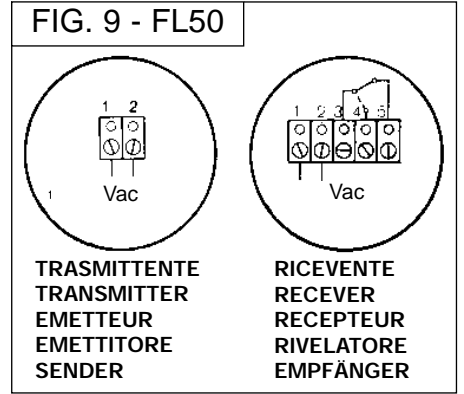 FIG. 9 - FL50
1 2
1 2 3 4 5
Vac
Vac
1
TRASMITTENTE
TRANSMITTER
EMETTEUR
EMETTITORE
SENDER
RICEVENTE
RECEVER
RECEPTEUR
RIVELATORE
EMPFÄNGER